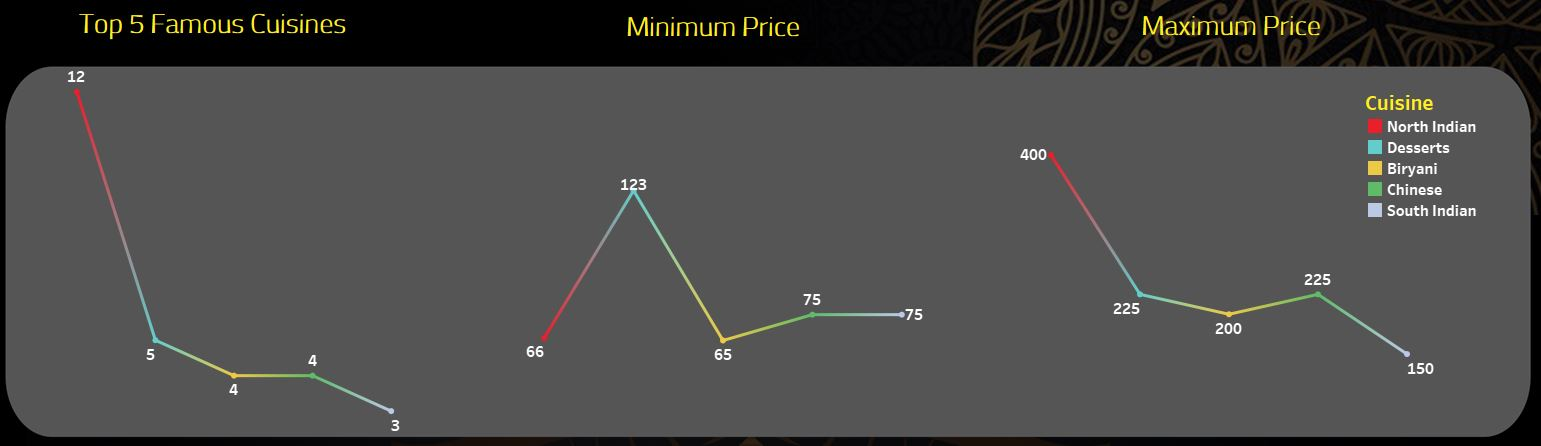 Top 5 Famous Cuisines
Minimum Price
Maximum Price
12
5
4
4
3
66
123
65
75
75
400
225
200
225
150
Cuisine
North Indian
Desserts
Biryani
Chinese
South Indian